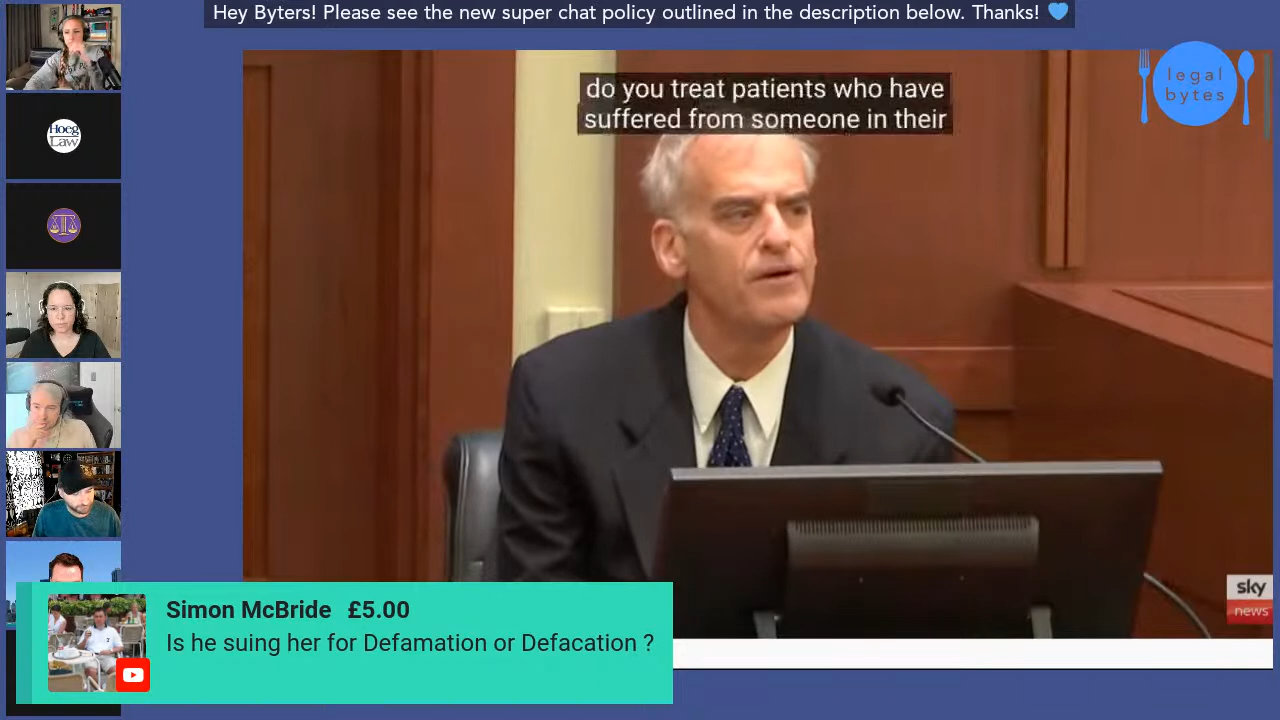 Hey Byters! Please see the new super chat policy outlined in the description below. Thanks! 💙
legal
bytes
do you treat patients who have
suffered from someone in their
Hoeg
Law
sky
news
Simon McBride £5.00
Is he suing her for Defamation or Defacation ?